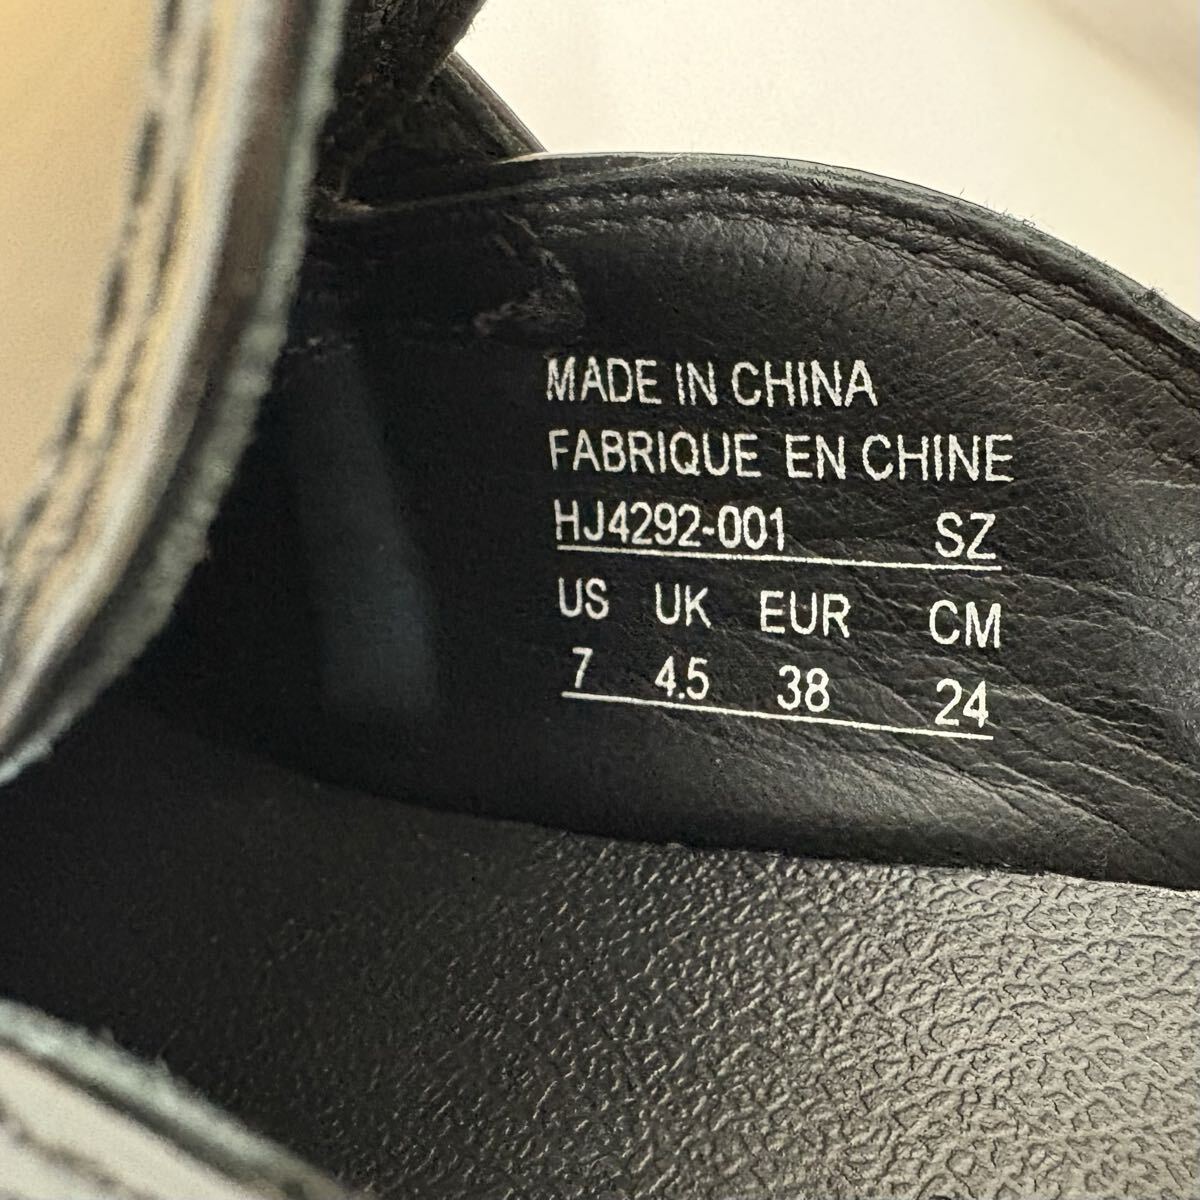 MADE IN CHINA
FABRIQUE EN CHINE
HJ4292-001 SZ
US UK EUR CM
7 4.5 38 24